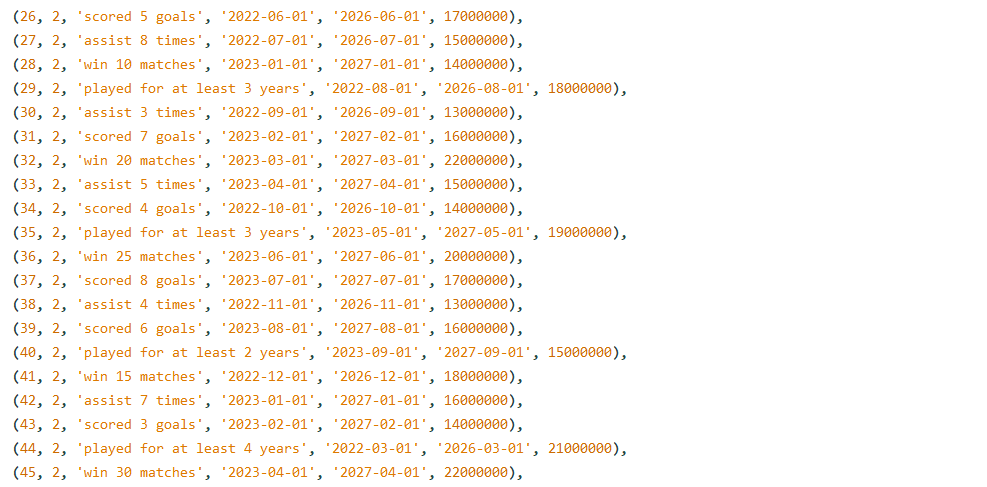 (26, 2, 'scored 5 goals', '2022-06-01', '2026-06-01', 17000000),
(27, 2, 'assist 8 times', '2022-07-01', '2026-07-01', 15000000),
(28, 2, 'win 10 matches', '2023-01-01', '2027-01-01', 14000000),
(29, 2, 'played for at least 3 years', '2022-08-01', '2026-08-01', 18000000),
(30, 2, 'assist 3 times', '2022-09-01', '2026-09-01', 13000000),
(31, 2, 'scored 7 goals', '2023-02-01', '2027-02-01', 16000000),
(32, 2, 'win 20 matches', '2023-03-01', '2027-03-01', 22000000),
(33, 2, 'assist 5 times', '2023-04-01', '2027-04-01', 15000000),
(34, 2, 'scored 4 goals', '2022-10-01', '2026-10-01', 14000000),
(35, 2, 'played for at least 3 years', '2023-05-01', '2027-05-01', 19000000),
(36, 2, 'win 25 matches', '2023-06-01', '2027-06-01', 20000000),
(37, 2, 'scored 8 goals', '2023-07-01', '2027-07-01', 17000000),
(38, 2, 'assist 4 times', '2022-11-01', '2026-11-01', 13000000),
(39, 2, 'scored 6 goals', '2023-08-01', '2027-08-01', 16000000),
(40, 2, 'played for at least 2 years', '2023-09-01', '2027-09-01', 15000000),
(41, 2, 'win 15 matches', '2022-12-01', '2026-12-01', 18000000),
(42, 2, 'assist 7 times', '2023-01-01', '2027-01-01', 16000000),
(43, 2, 'scored 3 goals', '2023-02-01', '2027-02-01', 14000000),
(44, 2, 'played for at least 4 years', '2022-03-01', '2026-03-01', 21000000),
(45, 2, 'win 30 matches', '2023-04-01', '2027-04-01', 22000000),